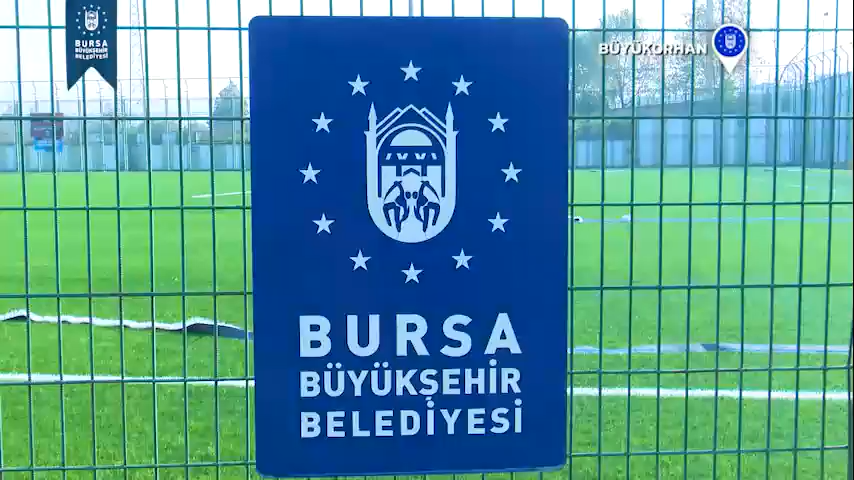 BURSA
BÜYÜKŞEHİR
BELEDİYESİ
BÜYÜKORHAN
BURSA
BÜYÜKŞEHİR
BELEDİYESİ